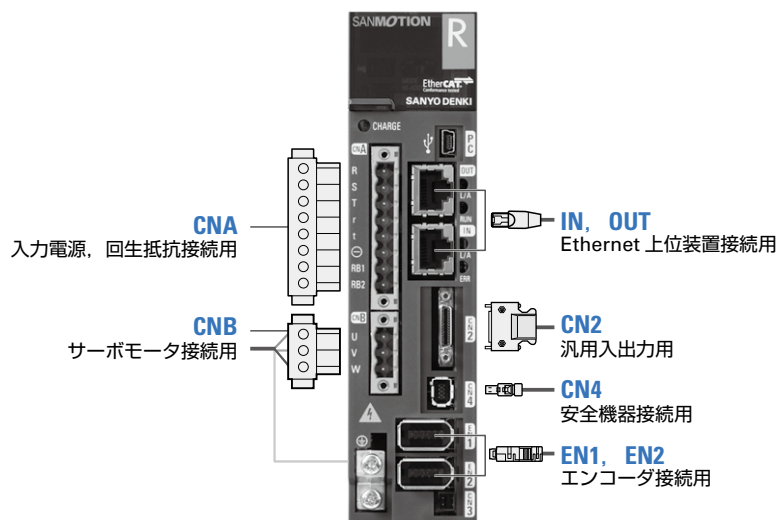 SANMOTION
R
EtherCAT
Conformance tested
SANYO DENKI
CHARGE
PC
CNA
R
S
T
r
t
⊖
RB1
RB2
OUT
L/A
RUN
IN
L/A
ERR
CNB
U
V
W
CN2
CN4
EN1
EN2
CN3
CNA
入力電源，回生抵抗接続用
CNB
サーボモータ接続用
IN，OUT
Ethernet 上位装置接続用
CN2
汎用入出力用
CN4
安全機器接続用
EN1，EN2
エンコーダ接続用